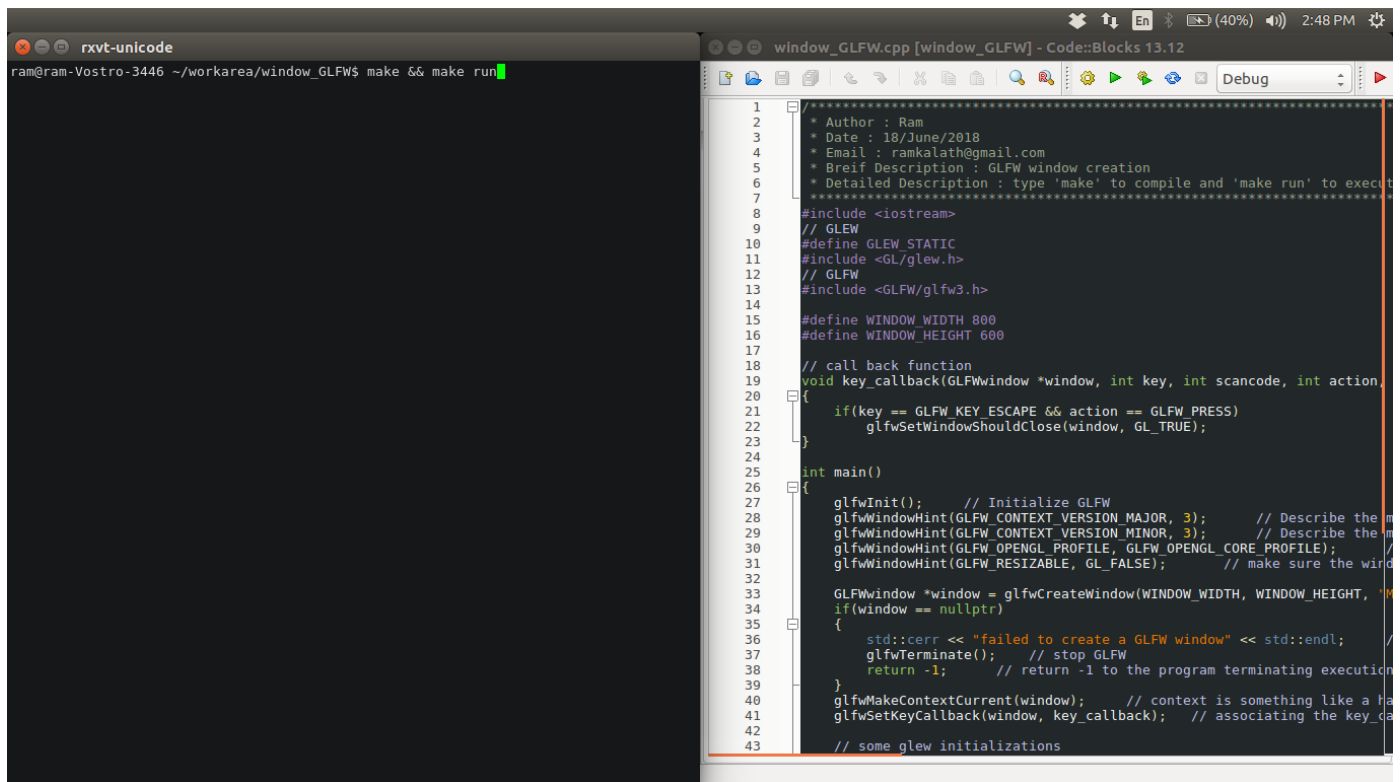 En (40%) 2:48 PM
rxvt-unicode
ram@ram-Vostro-3446 ~/workarea/window_GLFW$ make && make run
window_GLFW.cpp [window_GLFW] - Code::Blocks 13.12
Debug
1 /************************************************************************
2 * Author : Ram
3 * Date : 18/June/2018
4 * Email : ramkalath@gmail.com
5 * Breif Description : GLFW window creation
6 * Detailed Description : type 'make' to compile and 'make run' to execut
7 ************************************************************************
8 #include <iostream>
9 // GLEW
10 #define GLEW_STATIC
11 #include <GL/glew.h>
12 // GLFW
13 #include <GLFW/glfw3.h>
14
15 #define WINDOW_WIDTH 800
16 #define WINDOW_HEIGHT 600
17
18 // call back function
19 void key_callback(GLFWwindow *window, int key, int scancode, int action,
20 {
21 if(key == GLFW_KEY_ESCAPE && action == GLFW_PRESS)
22 glfwSetWindowShouldClose(window, GL_TRUE);
23 }
24
25 int main()
26 {
27 glfwInit(); // Initialize GLFW
28 glfwWindowHint(GLFW_CONTEXT_VERSION_MAJOR, 3); // Describe the m
29 glfwWindowHint(GLFW_CONTEXT_VERSION_MINOR, 3); // Describe the m
30 glfwWindowHint(GLFW_OPENGL_PROFILE, GLFW_OPENGL_CORE_PROFILE); /
31 glfwWindowHint(GLFW_RESIZABLE, GL_FALSE); // make sure the wind
32
33 GLFWwindow *window = glfwCreateWindow(WINDOW_WIDTH, WINDOW_HEIGHT, "M
34 if(window == nullptr)
35 {
36 std::cerr << "failed to create a GLFW window" << std::endl; /
37 glfwTerminate(); // stop GLFW
38 return -1; // return -1 to the program terminating execution
39 }
40 glfwMakeContextCurrent(window); // context is something like a ha
41 glfwSetKeyCallback(window, key_callback); // associating the key_ca
42
43 // some glew initializations